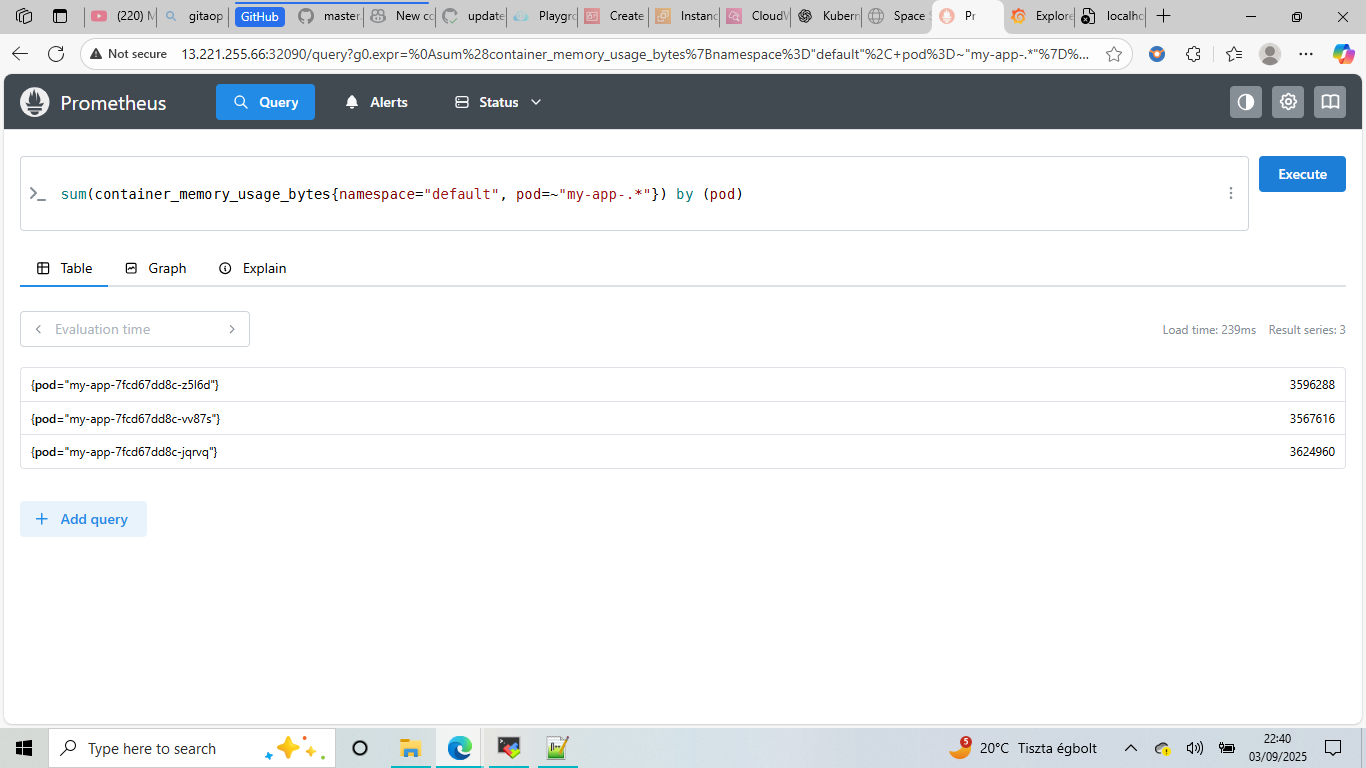 (220) M
gitaop
GitHub
master.
New cc
update
Playgro
Create
Instanc
CloudW
Kubern
Space
Pr
Explore
localhc
Not secure 13.221.255.66:32090/query?g0.expr=%0Asum%28container_memory_usage_bytes%7Bnamespace%3D"default"%2C+pod%3D~"my-app-.*"%7D%...
Prometheus
Query
Alerts
Status
>_ sum(container_memory_usage_bytes{namespace="default", pod=~"my-app-.*"}) by (pod)
Execute
Table
Graph
Explain
Evaluation time
Load time: 239ms Result series: 3
{pod="my-app-7fcd67dd8c-z5l6d"} 3596288
{pod="my-app-7fcd67dd8c-vv87s"} 3567616
{pod="my-app-7fcd67dd8c-jqrvq"} 3624960
+ Add query
Type here to search
5
20°C Tiszta égbolt
22:40
03/09/2025